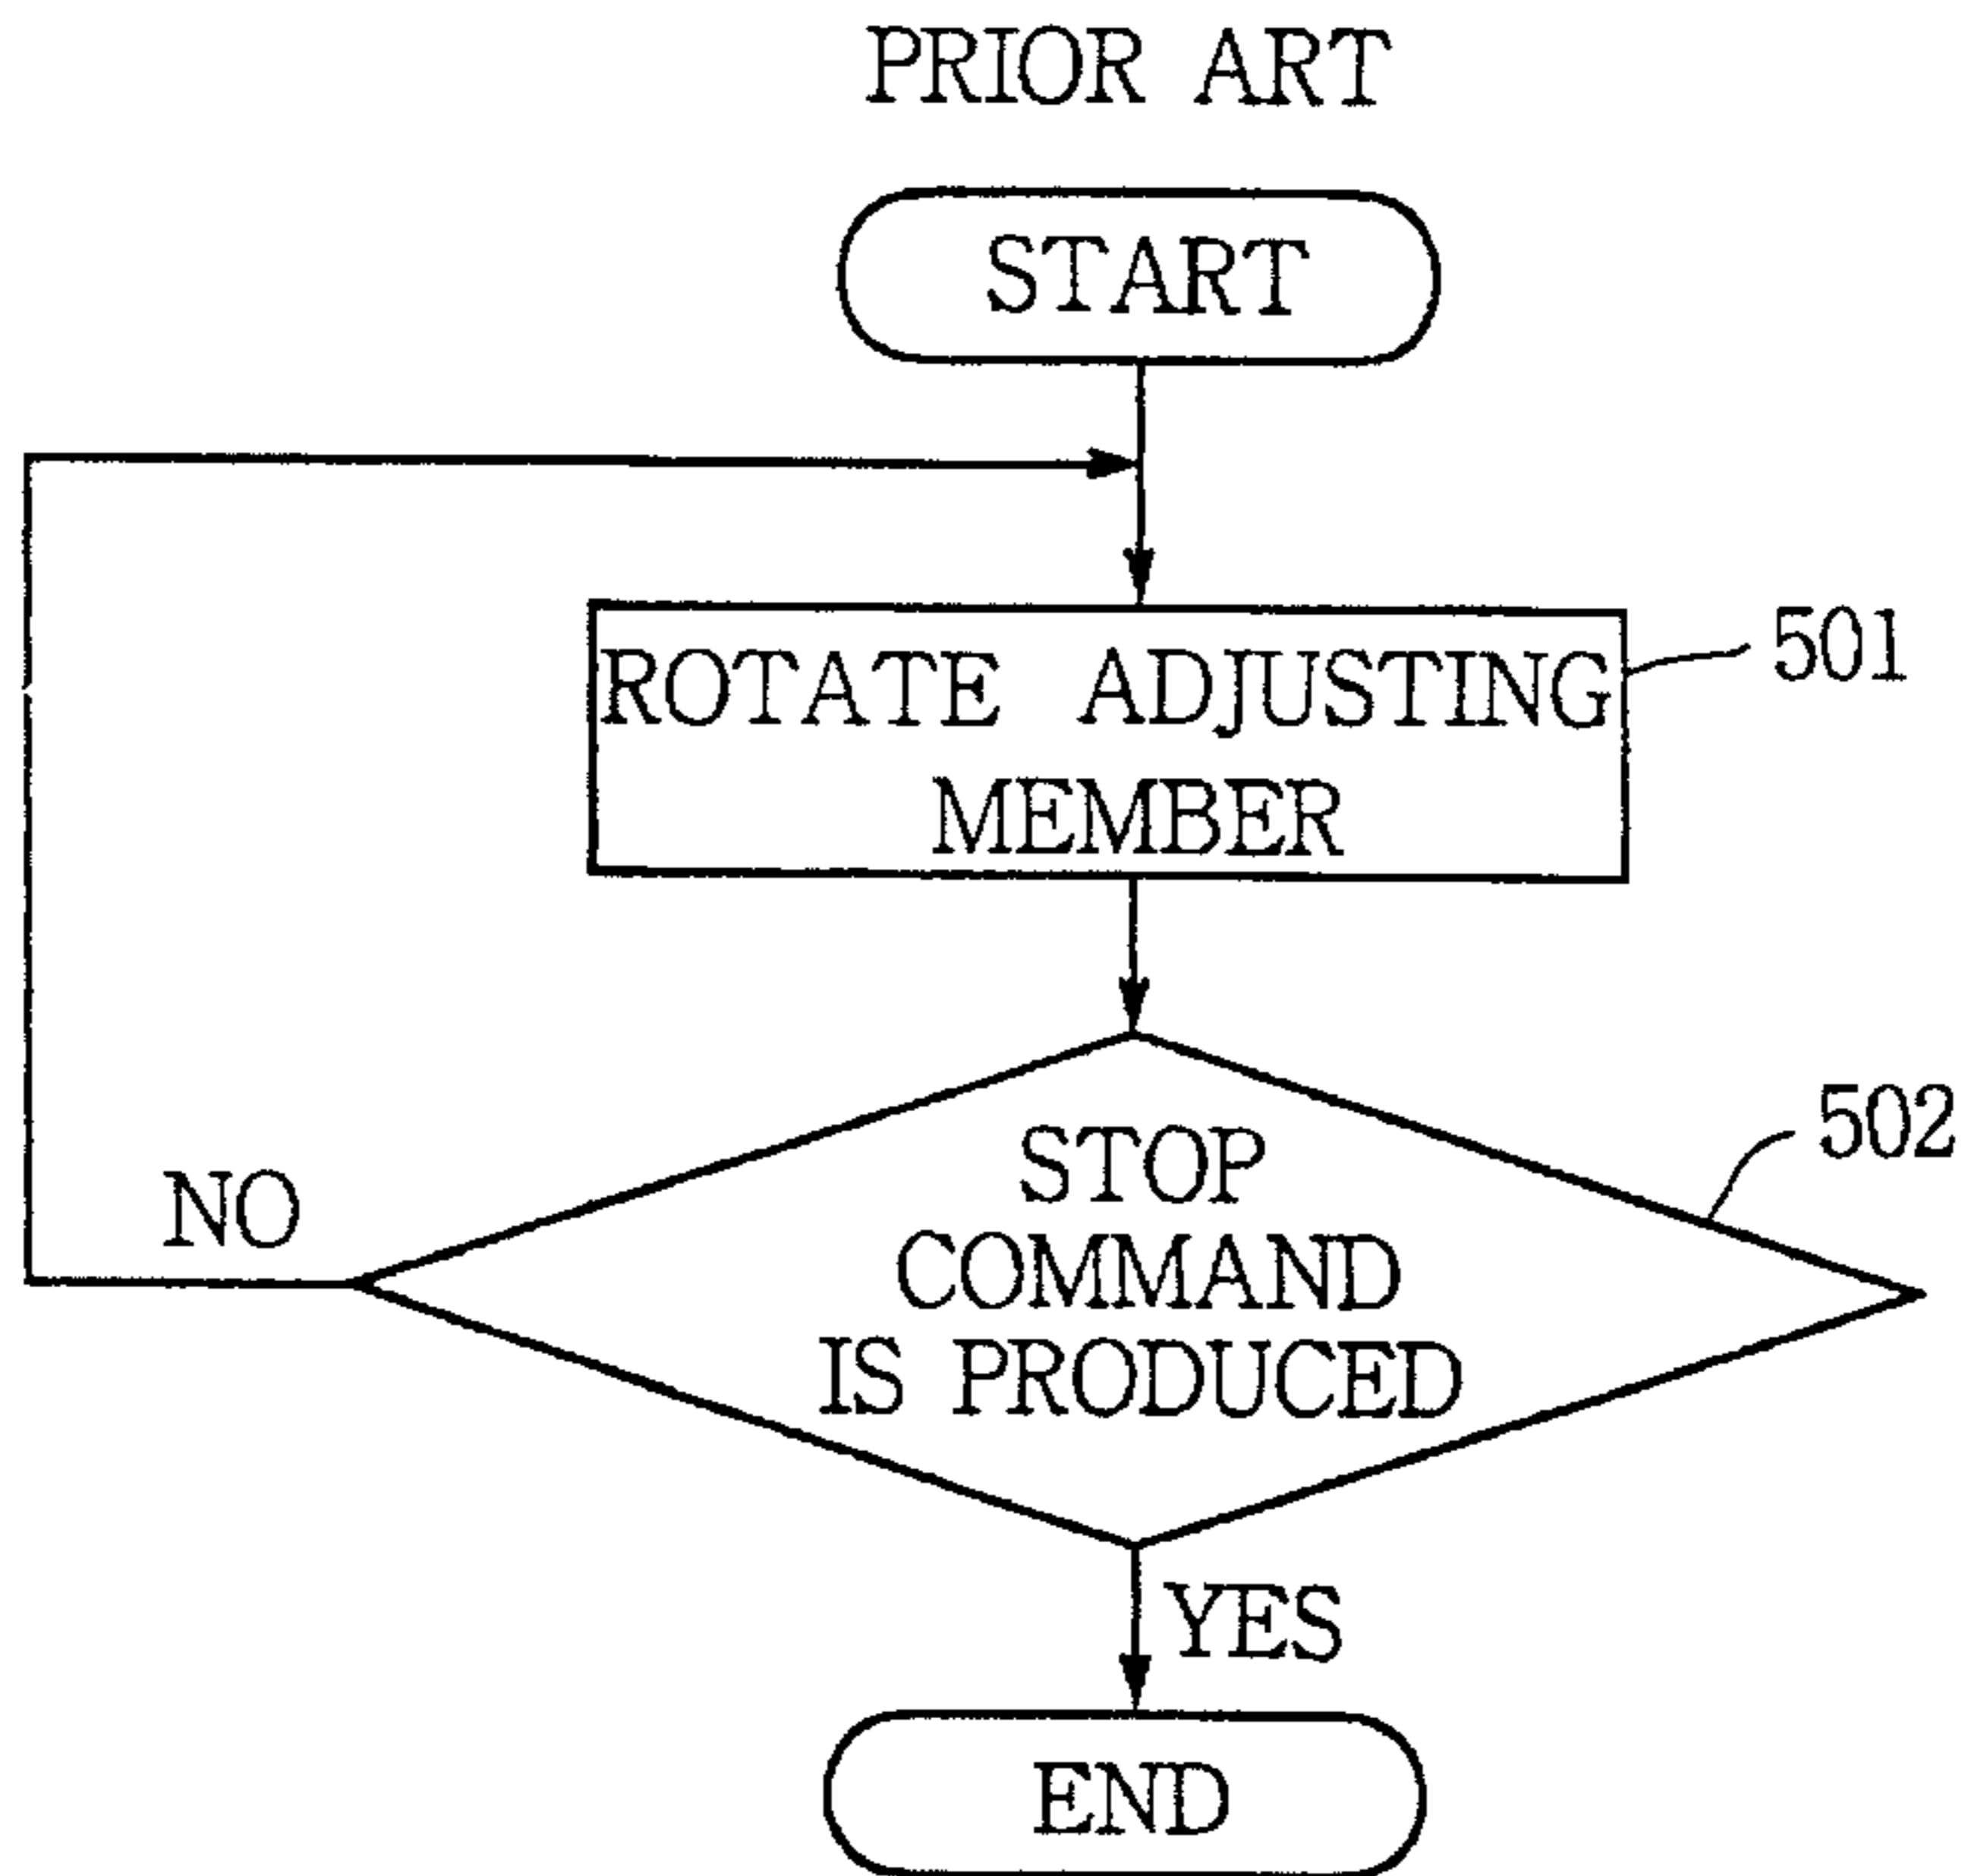 PRIOR ART
START
ROTATE ADJUSTING
MEMBER
501
STOP
COMMAND
IS PRODUCED
502
NO
YES
END